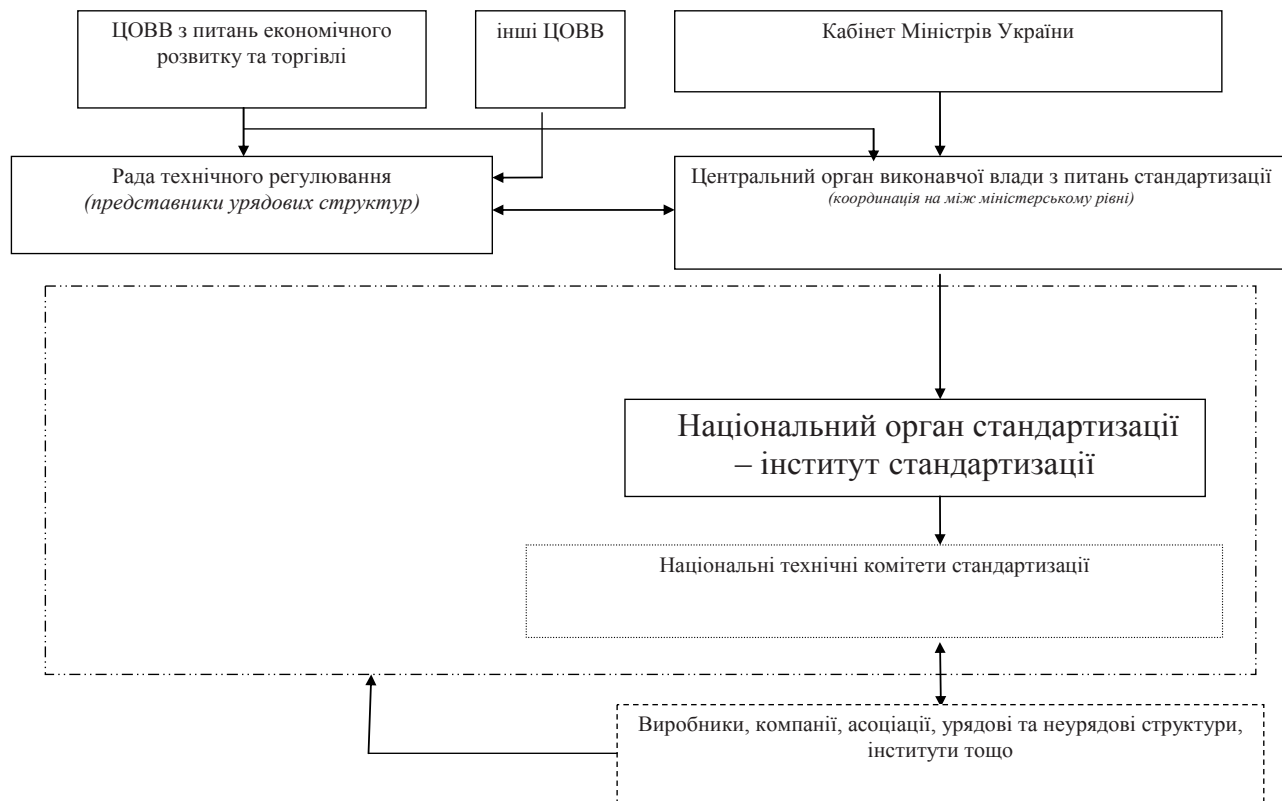 ЦОВВ з питань економічного
розвитку та торгівлі
інші ЦОВВ
Кабінет Міністрів України
Рада технічного регулювання
(представники урядових структур)
Центральний орган виконавчої влади з питань стандартизації
(координація на між міністерському рівні)
Національний орган стандартизації
– інститут стандартизації
Національні технічні комітети стандартизації
Виробники, компанії, асоціації, урядові та неурядові структури,
інститути тощо